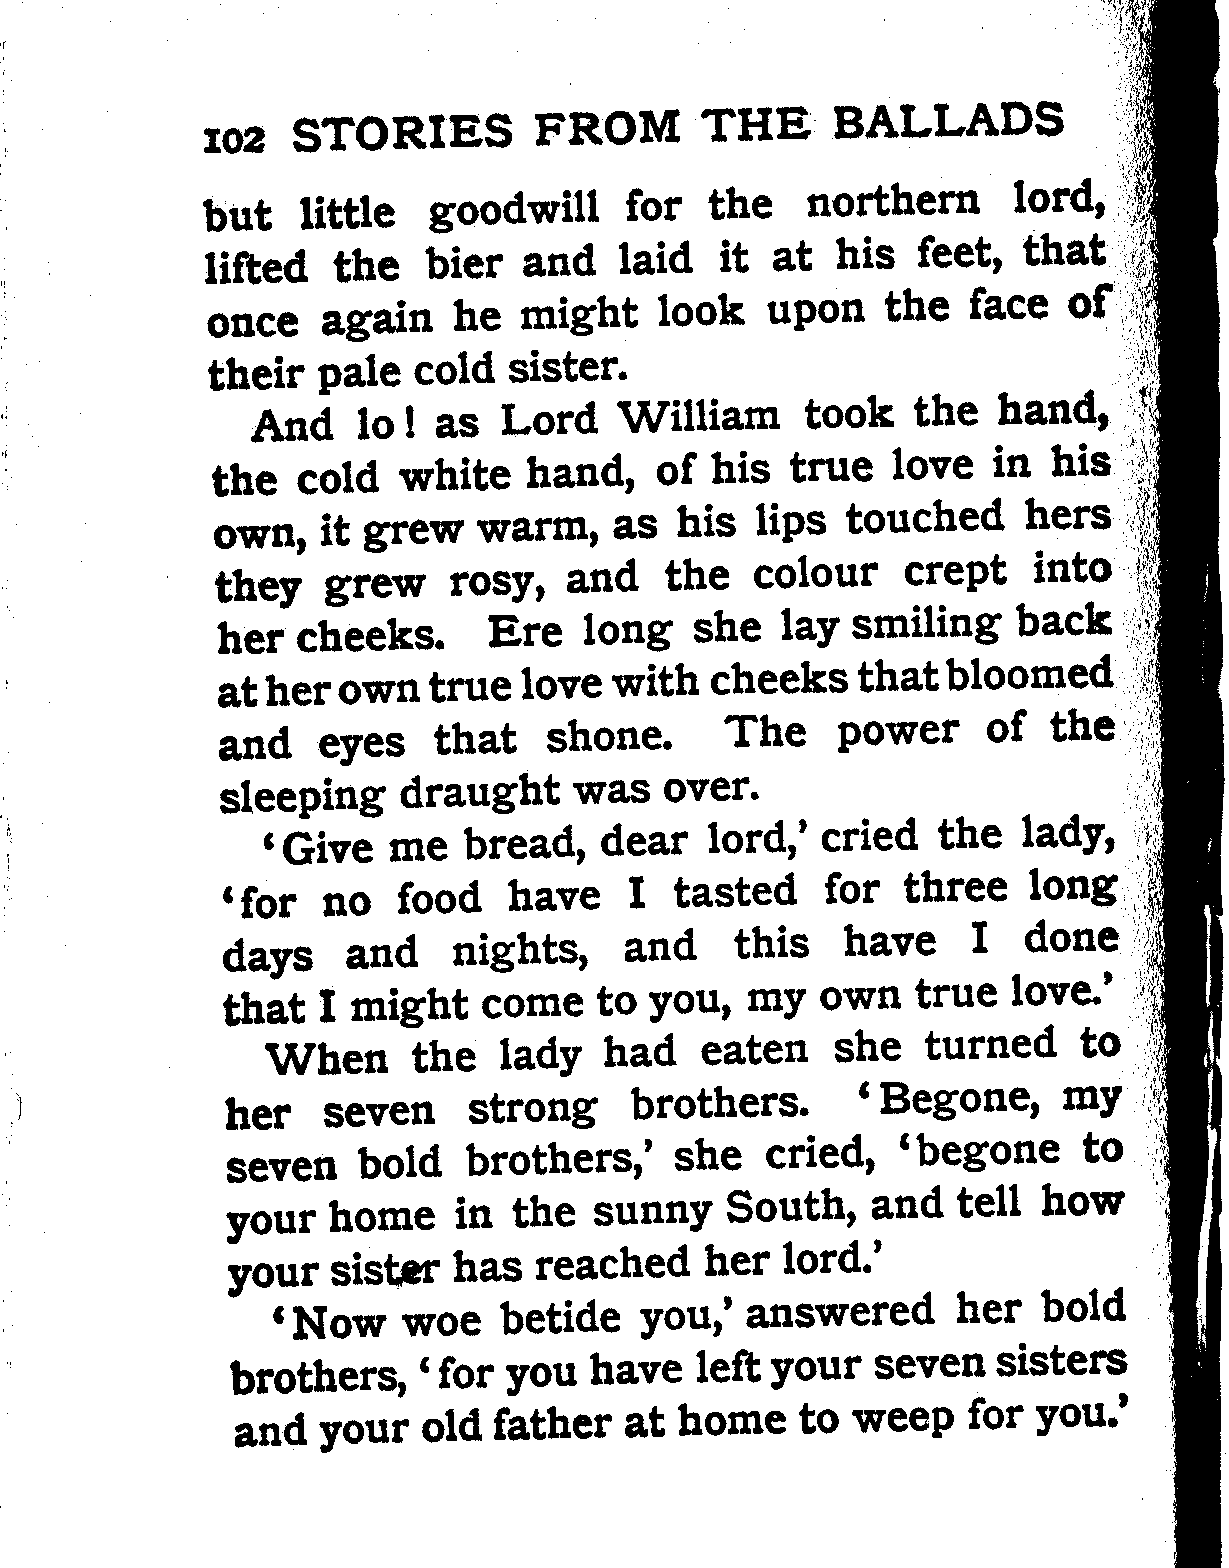 102 STORIES FROM THE BALLADS
but little goodwill for the northern lord,
lifted the bier and laid it at his feet, that
once again he might look upon the face of
their pale cold sister.
And lo! as Lord William took the hand,
the cold white hand, of his true love in his
own, it grew warm, as his lips touched hers
they grew rosy, and the colour crept into
her cheeks. Ere long she lay smiling back
at her own true love with cheeks that bloomed
and eyes that shone. The power of the
sleeping draught was over.
‘Give me bread, dear lord,’ cried the lady,
‘for no food have I tasted for three long
days and nights, and this have I done
that I might come to you, my own true love.’
When the lady had eaten she turned to
her seven strong brothers. ‘Begone, my
seven bold brothers,’ she cried, ‘begone to
your home in the sunny South, and tell how
your sister has reached her lord.’
‘Now woe betide you,’ answered her bold
brothers, ‘for you have left your seven sisters
and your old father at home to weep for you.’